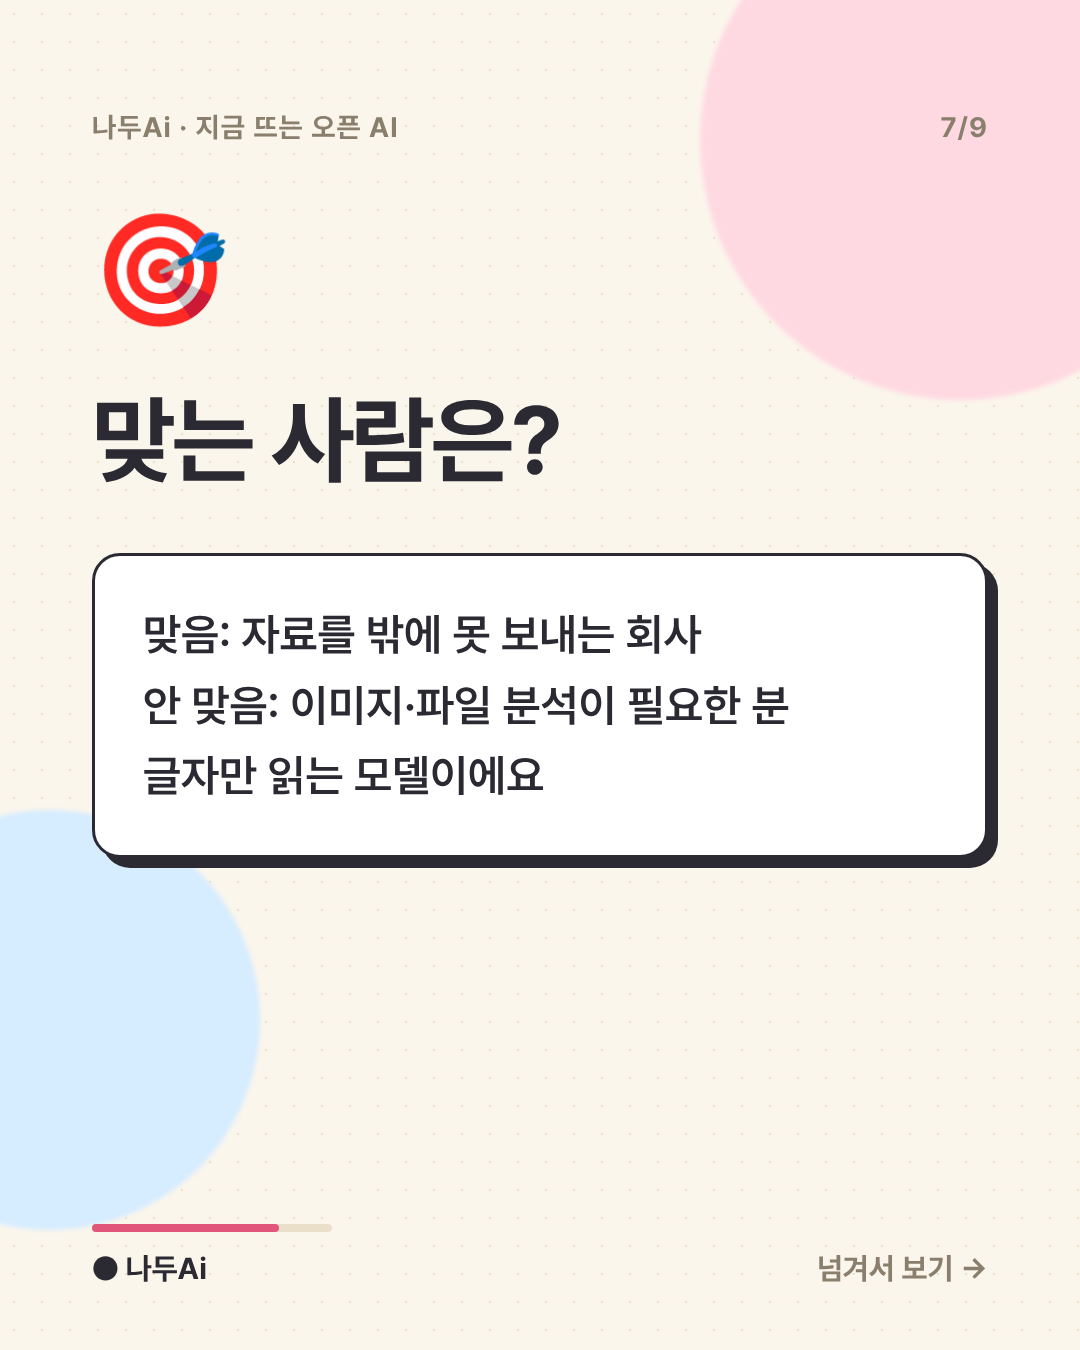 나두Ai · 지금 뜨는 오픈 AI
7/9
맞는 사람은?
맞음: 자료를 밖에 못 보내는 회사
안 맞음: 이미지·파일 분석이 필요한 분
글자만 읽는 모델이에요
나두Ai
넘겨서 보기 →